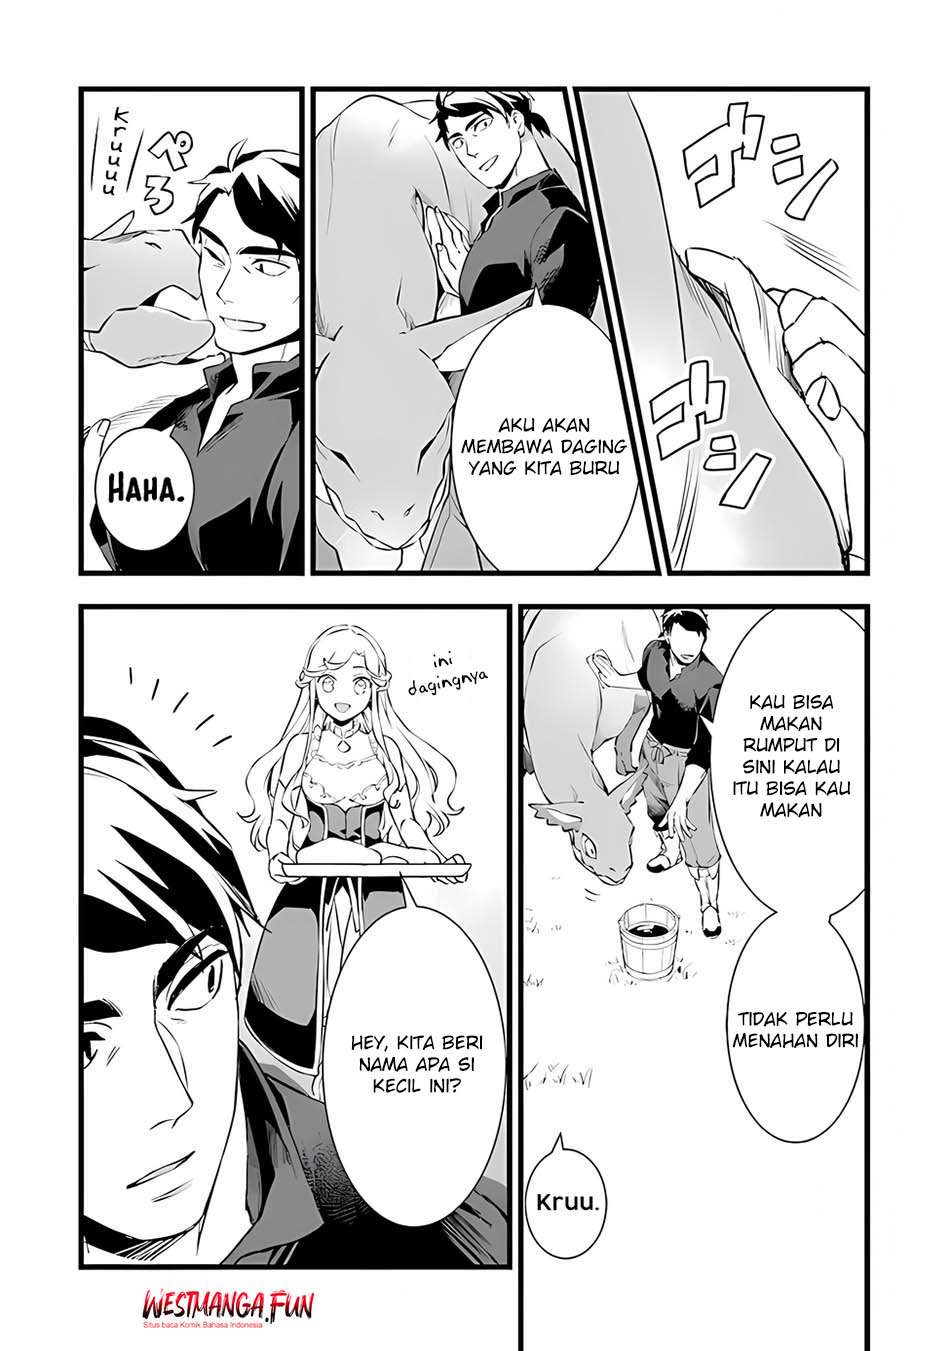 ゴシ
ゴシ
AKU AKAN
MEMBAWA DAGING
YANG KITA BURU
Kruuuu
ペろ
HAHA.
KAU BISA
MAKAN
RUMPUT DI
SINI KALAU
ITU BISA KAU
MAKAN
TIDAK PERLU
MENAHAN DIRI
Kruu.
ini
dagingnya
HEY, KITA BERI
NAMA APA SI
KECIL INI?
WESTMANGA.FUN
Situs baca Komik Bahasa Indonesia